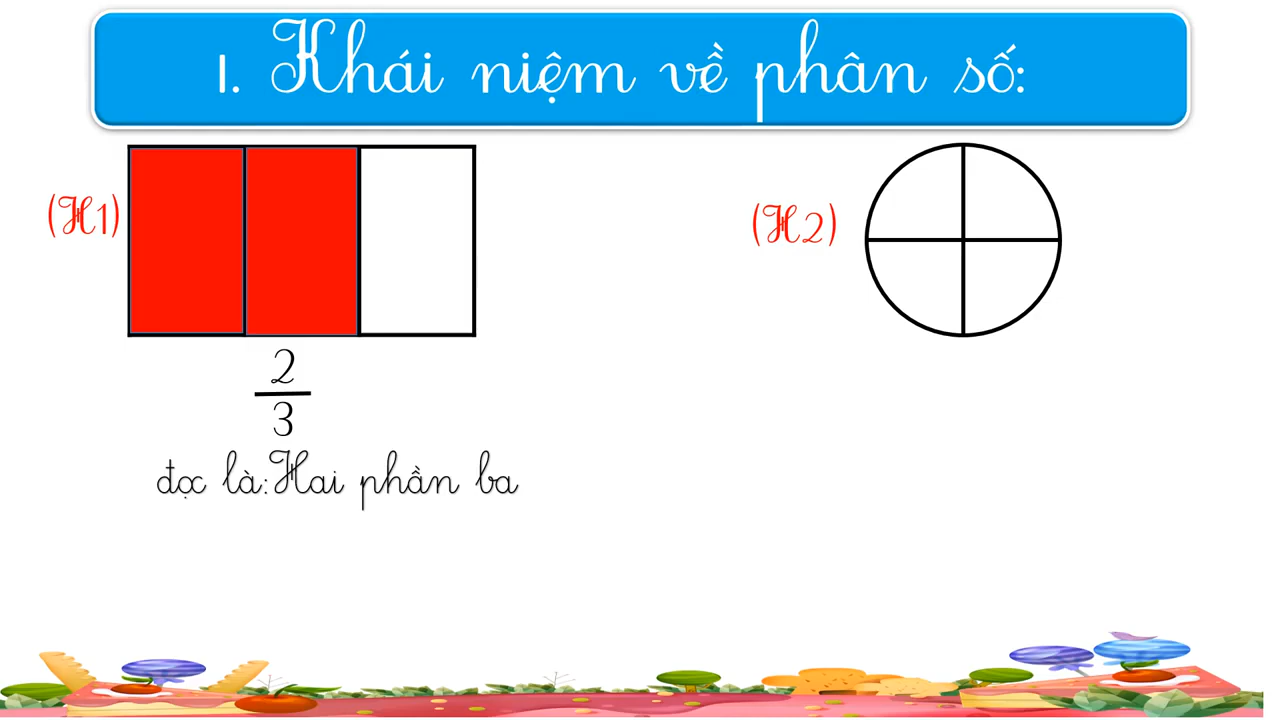 1. Khái niệm về phân số:
(H1)
(H2)
2
3
đọc là:Hai phần ba